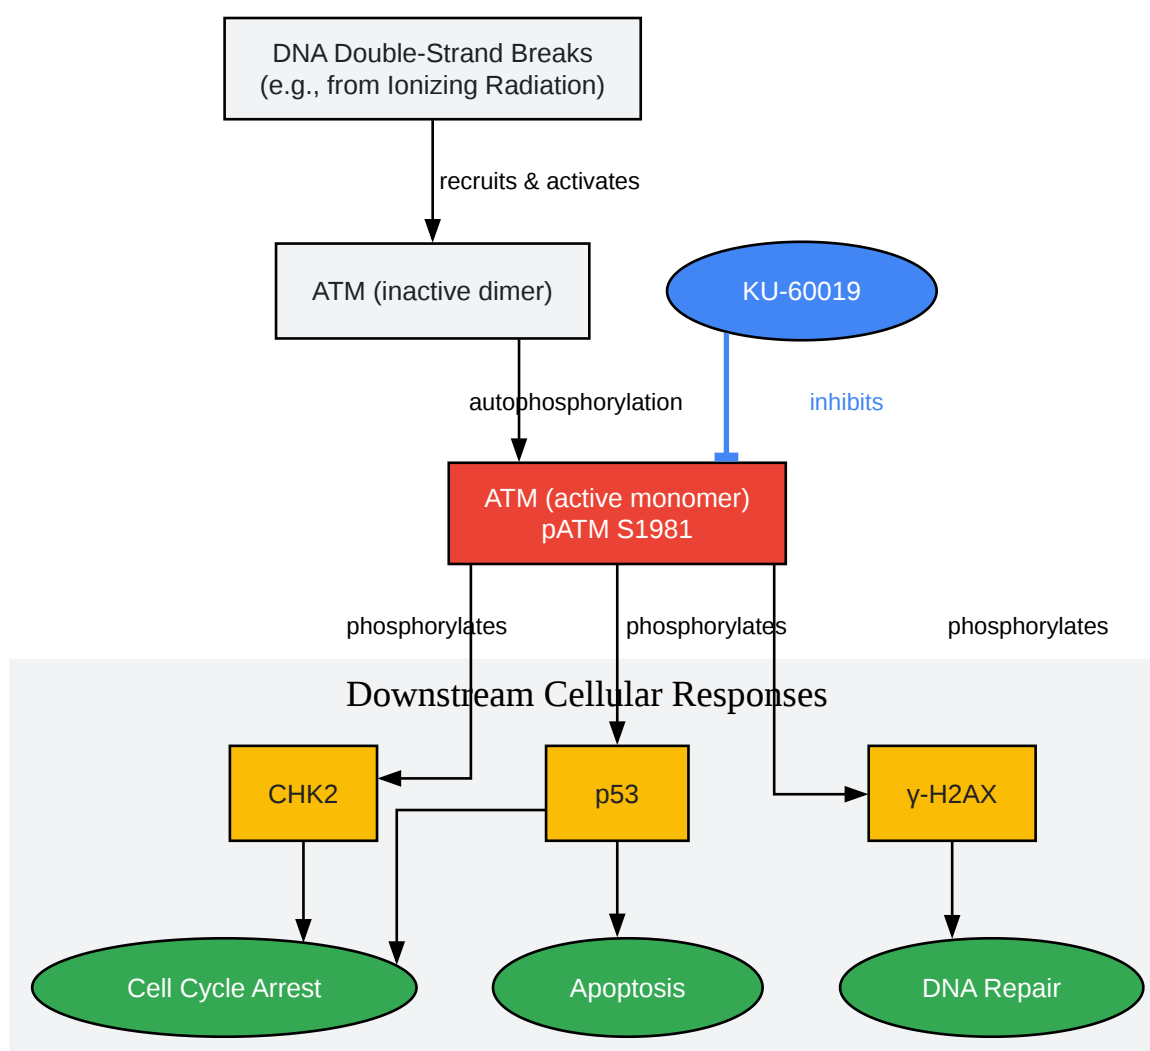 DNA Double-Strand Breaks
(e.g., from Ionizing Radiation)
recruits & activates
ATM (inactive dimer)
KU-60019
autophosphorylation
inhibits
ATM (active monomer)
pATM S1981
phosphorylates
phosphorylates
phosphorylates
Downstream Cellular Responses
CHK2
p53
γ-H2AX
Cell Cycle Arrest
Apoptosis
DNA Repair